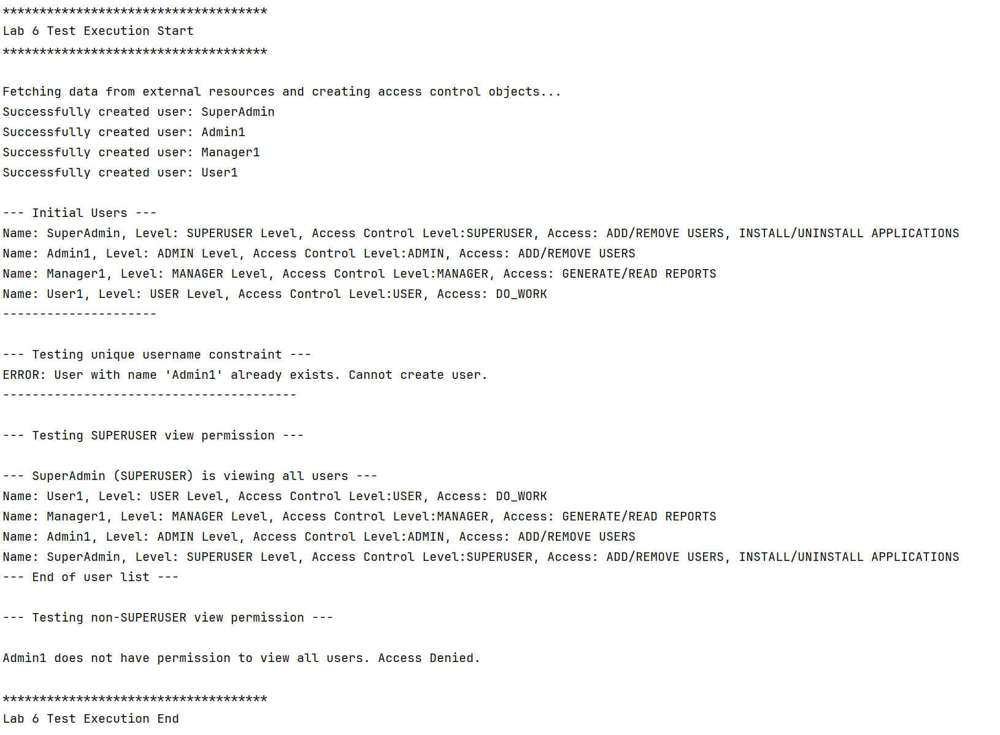 ************************************
Lab 6 Test Execution Start
************************************
Fetching data from external resources and creating access control objects...
Successfully created user: SuperAdmin
Successfully created user: Admin1
Successfully created user: Manager1
Successfully created user: User1
--- Initial Users ---
Name: SuperAdmin, Level: SUPERUSER Level, Access Control Level:SUPERUSER, Access: ADD/REMOVE USERS, INSTALL/UNINSTALL APPLICATIONS
Name: Admin1, Level: ADMIN Level, Access Control Level:ADMIN, Access: ADD/REMOVE USERS
Name: Manager1, Level: MANAGER Level, Access Control Level:MANAGER, Access: GENERATE/READ REPORTS
Name: User1, Level: USER Level, Access Control Level:USER, Access: DO_WORK
---------------------
--- Testing unique username constraint ---
ERROR: User with name 'Admin1' already exists. Cannot create user.
----------------------------------------
--- Testing SUPERUSER view permission ---
--- SuperAdmin (SUPERUSER) is viewing all users ---
Name: User1, Level: USER Level, Access Control Level:USER, Access: DO_WORK
Name: Manager1, Level: MANAGER Level, Access Control Level:MANAGER, Access: GENERATE/READ REPORTS
Name: Admin1, Level: ADMIN Level, Access Control Level:ADMIN, Access: ADD/REMOVE USERS
Name: SuperAdmin, Level: SUPERUSER Level, Access Control Level:SUPERUSER, Access: ADD/REMOVE USERS, INSTALL/UNINSTALL APPLICATIONS
--- End of user list ---
--- Testing non-SUPERUSER view permission ---
Admin1 does not have permission to view all users. Access Denied.
************************************
Lab 6 Test Execution End